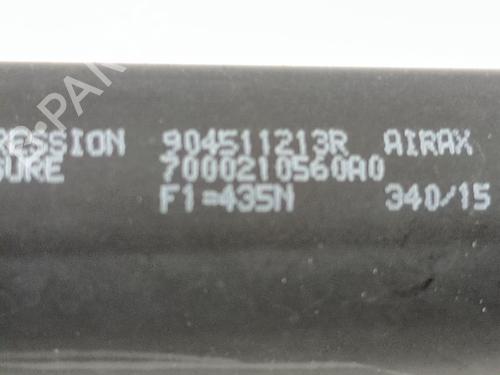 RESSION 904511213R AIRAX
SURE 7000210560A0
F1=435N 340/15